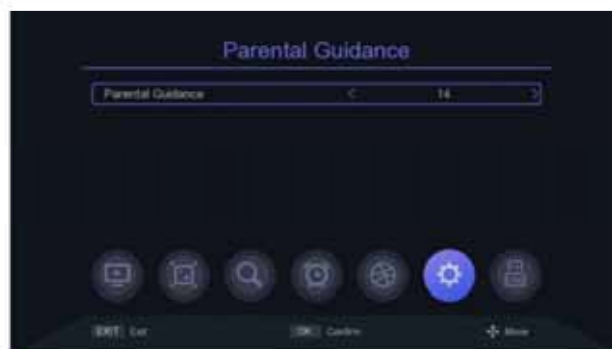 Parental Guidance
Parental Guidance < 14 >
EXIT Exit OK Confirm Move